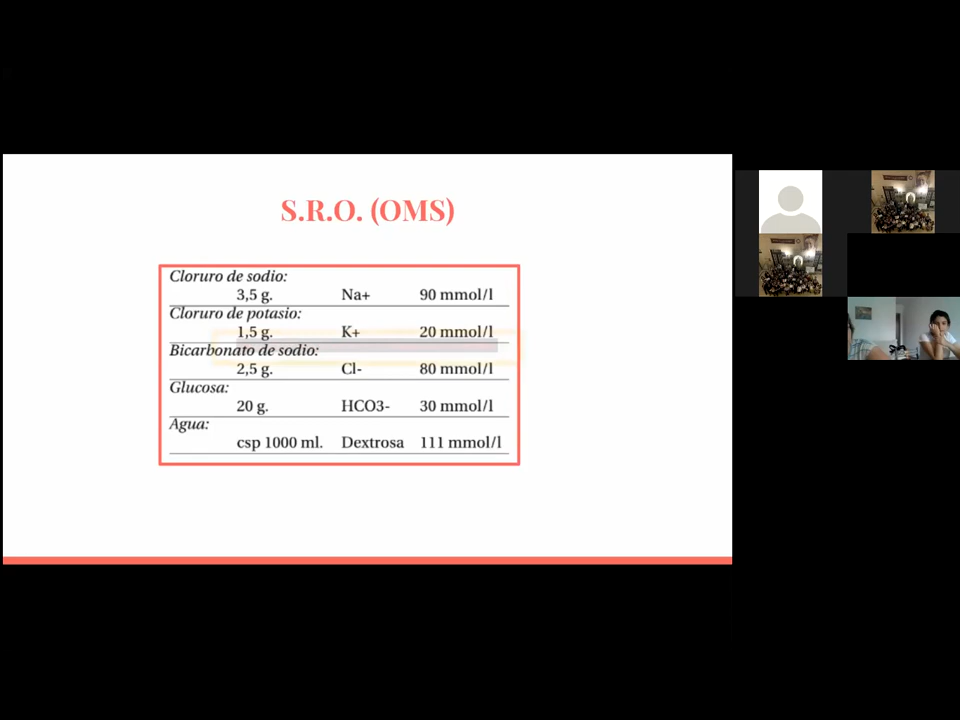 S.R.O. (OMS)
Cloruro de sodio:
3,5 g. Na+ 90 mmol/l
Cloruro de potasio:
1,5 g. K+ 20 mmol/l
Bicarbonato de sodio:
2,5 g. Cl- 80 mmol/l
Glucosa:
20 g. HCO3- 30 mmol/l
Agua:
csp 1000 ml. Dextrosa 111 mmol/l